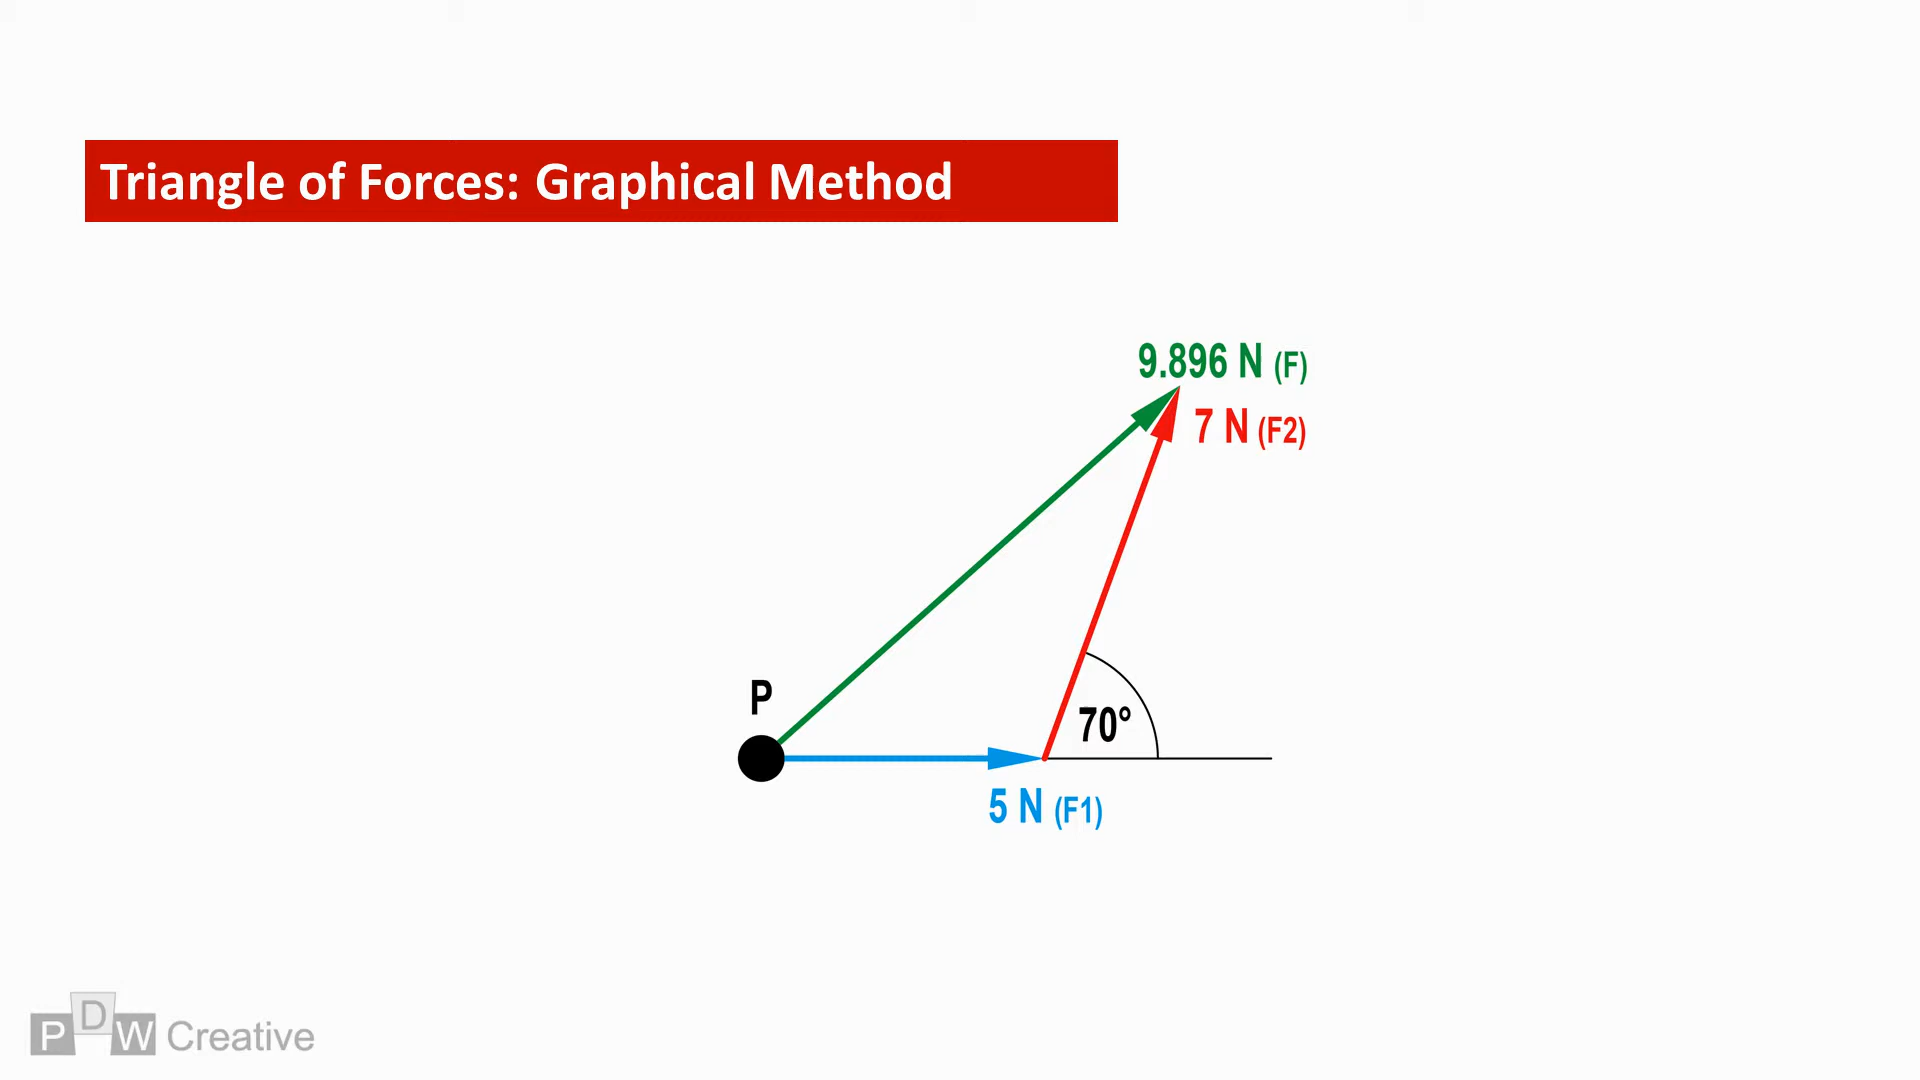 Triangle of Forces: Graphical Method
9.896 N (F)
7 N (F2)
P
70°
5 N (F1)
PDW Creative